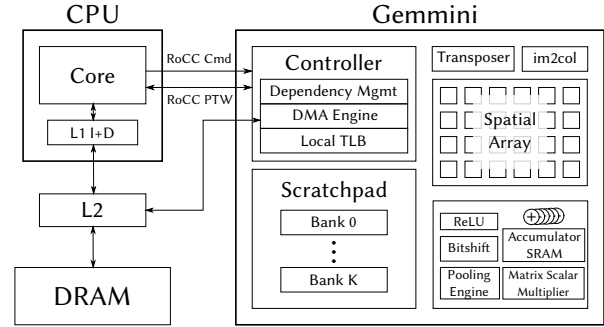 CPU
Gemmini
Core
RoCC Cmd
RoCC PTW
L1 I+D
L2
DRAM
Controller
Dependency Mgmt
DMA Engine
Local TLB
Scratchpad
Bank 0
Bank K
Transposer
im2col
Spatial
Array
ReLU
Bitshift
Accumulator
SRAM
Pooling
Engine
Matrix Scalar
Multiplier